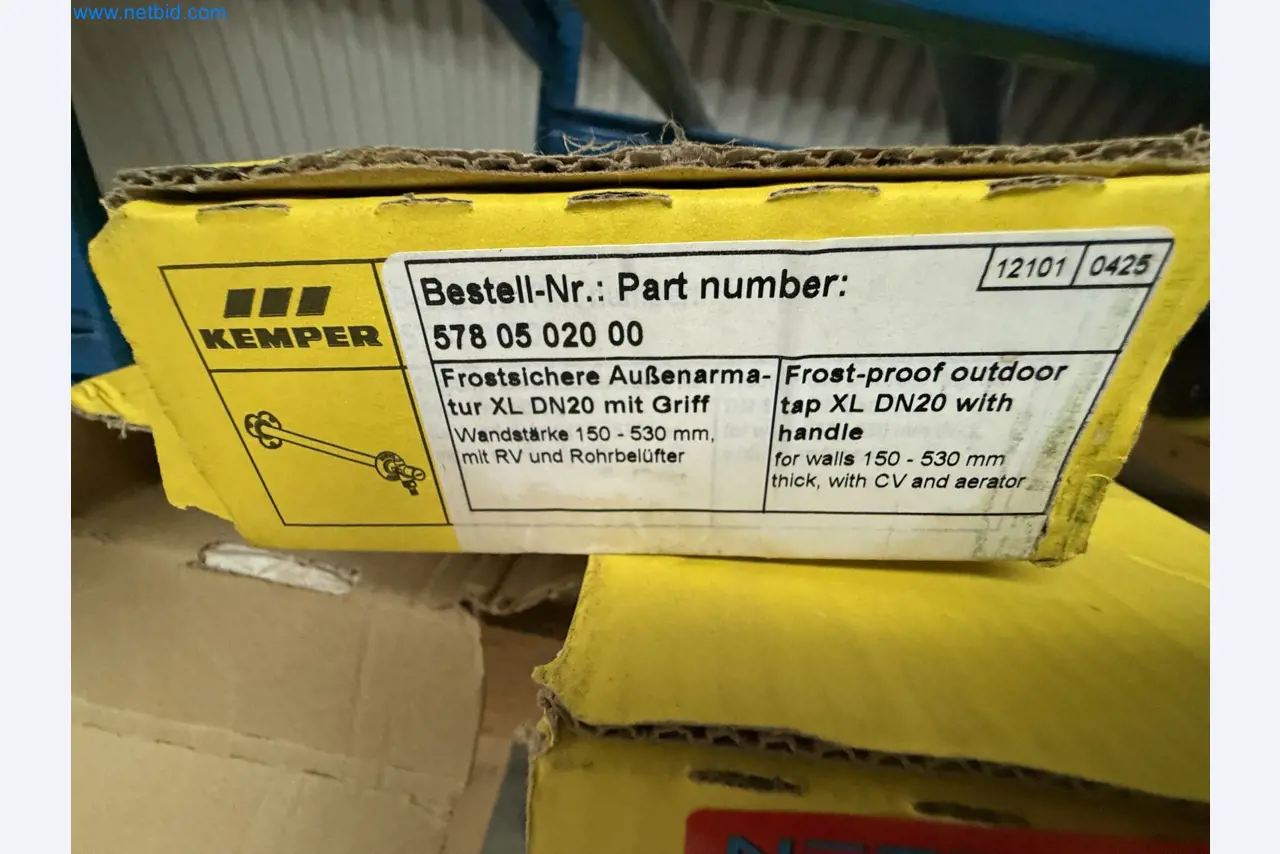 www.netbid.com
KEMPER
Bestell-Nr.: Part number:
12101 0425
578 05 020 00
Frostsichere Außenarma-
tur XL DN20 mit Griff
Wandstärke 150 - 530 mm,
mit RV und Rohrbelüfter
Frost-proof outdoor
tap XL DN20 with
handle
for walls 150 - 530 mm
thick, with CV and aerator